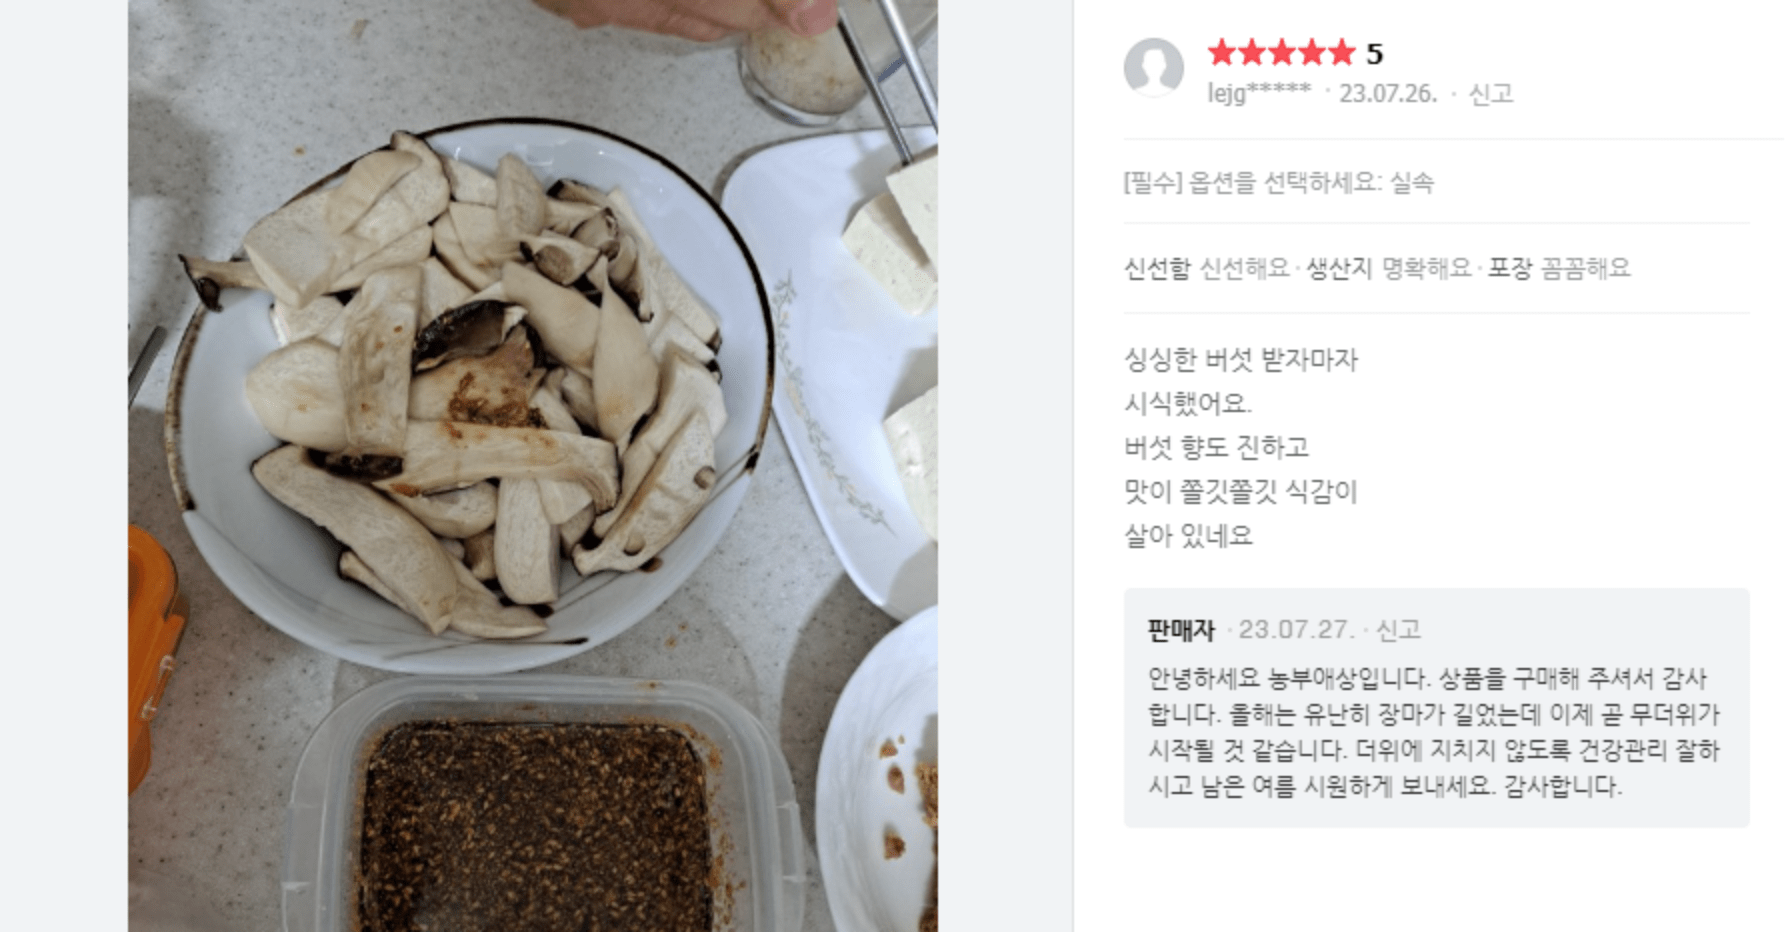 ★★★★★ 5
lejg***** · 23.07.26. · 신고
[필수] 옵션을 선택하세요: 실속
신선함 신선해요 · 생산지 명확해요 · 포장 꼼꼼해요
싱싱한 버섯 받자마자
시식했어요.
버섯 향도 진하고
맛이 쫄깃쫄깃 식감이
살아 있네요
판매자 · 23.07.27. · 신고
안녕하세요 농부애상입니다. 상품을 구매해 주셔서 감사
합니다. 올해는 유난히 장마가 길었는데 이제 곧 무더위가
시작될 것 같습니다. 더위에 지치지 않도록 건강관리 잘하
시고 남은 여름 시원하게 보내세요. 감사합니다.